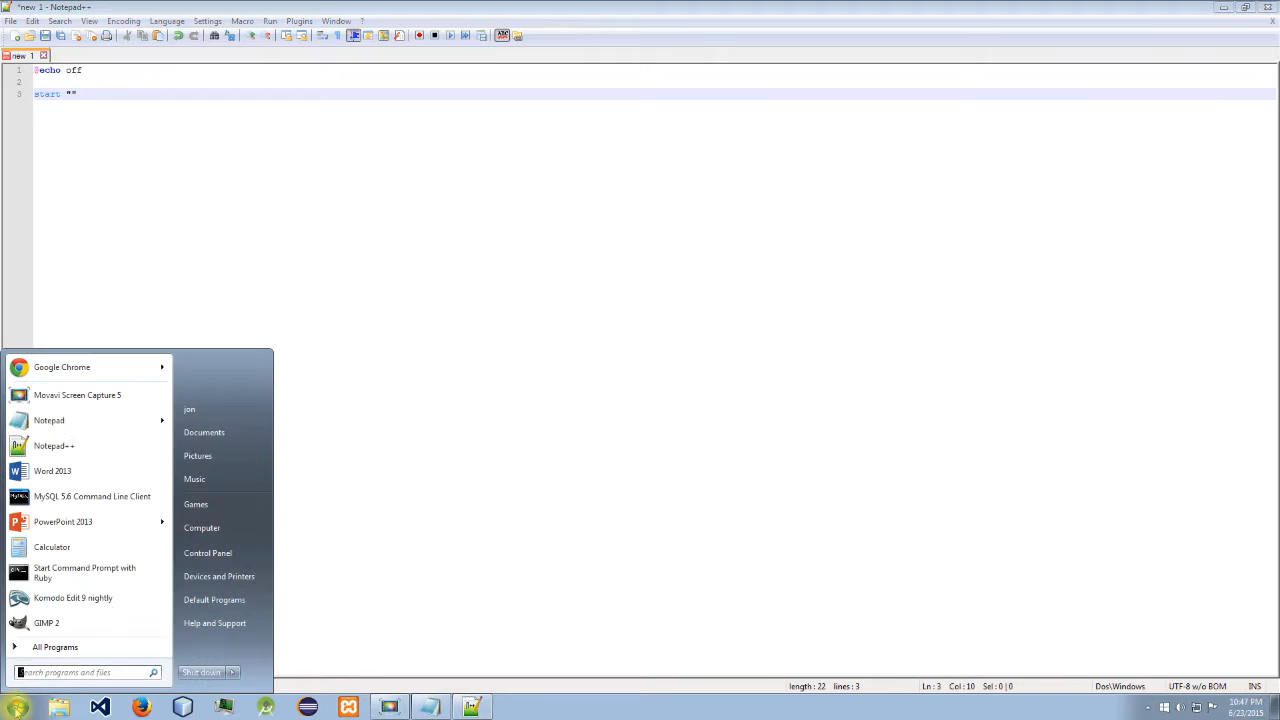 *new 1 - Notepad++
File Edit Search View Encoding Language Settings Macro Run Plugins Window ?
X
new 1
1 @echo off
2
3 start ""
Google Chrome
Movavi Screen Capture 5
Notepad
Notepad++
Word 2013
MySQL 5.6 Command Line Client
PowerPoint 2013
Calculator
Start Command Prompt with
Ruby
Komodo Edit 9 nightly
GIMP 2
All Programs
Search programs and files
jon
Documents
Pictures
Music
Games
Computer
Control Panel
Devices and Printers
Default Programs
Help and Support
Shut down
length : 22 lines : 3 Ln : 3 Col : 10 Sel : 0 | 0 Dos\Windows UTF-8 w/o BOM INS
10:47 PM
6/23/2015